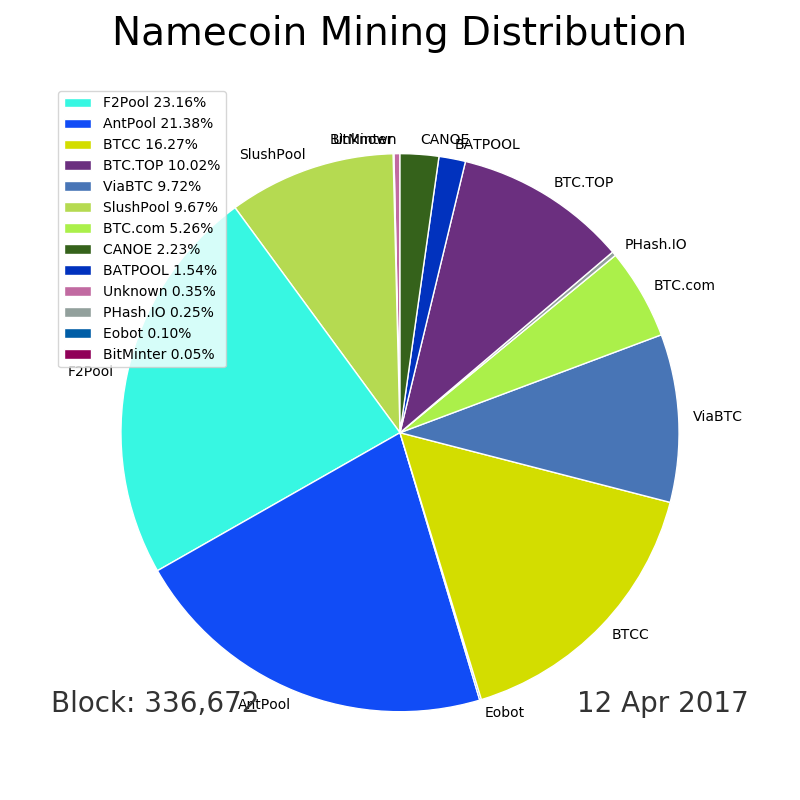 Namecoin Mining Distribution
F2Pool 23.16%
AntPool 21.38%
BTCC 16.27%
BTC.TOP 10.02%
ViaBTC 9.72%
SlushPool 9.67%
BTC.com 5.26%
CANOE 2.23%
BATPOOL 1.54%
Unknown 0.35%
PHash.IO 0.25%
Eobot 0.10%
BitMinter 0.05%
BitMinter
Unknown
CANOE
BATPOOL
SlushPool
BTC.TOP
PHash.IO
BTC.com
F2Pool
ViaBTC
BTCC
AntPool
Eobot
Block: 336,672
12 Apr 2017